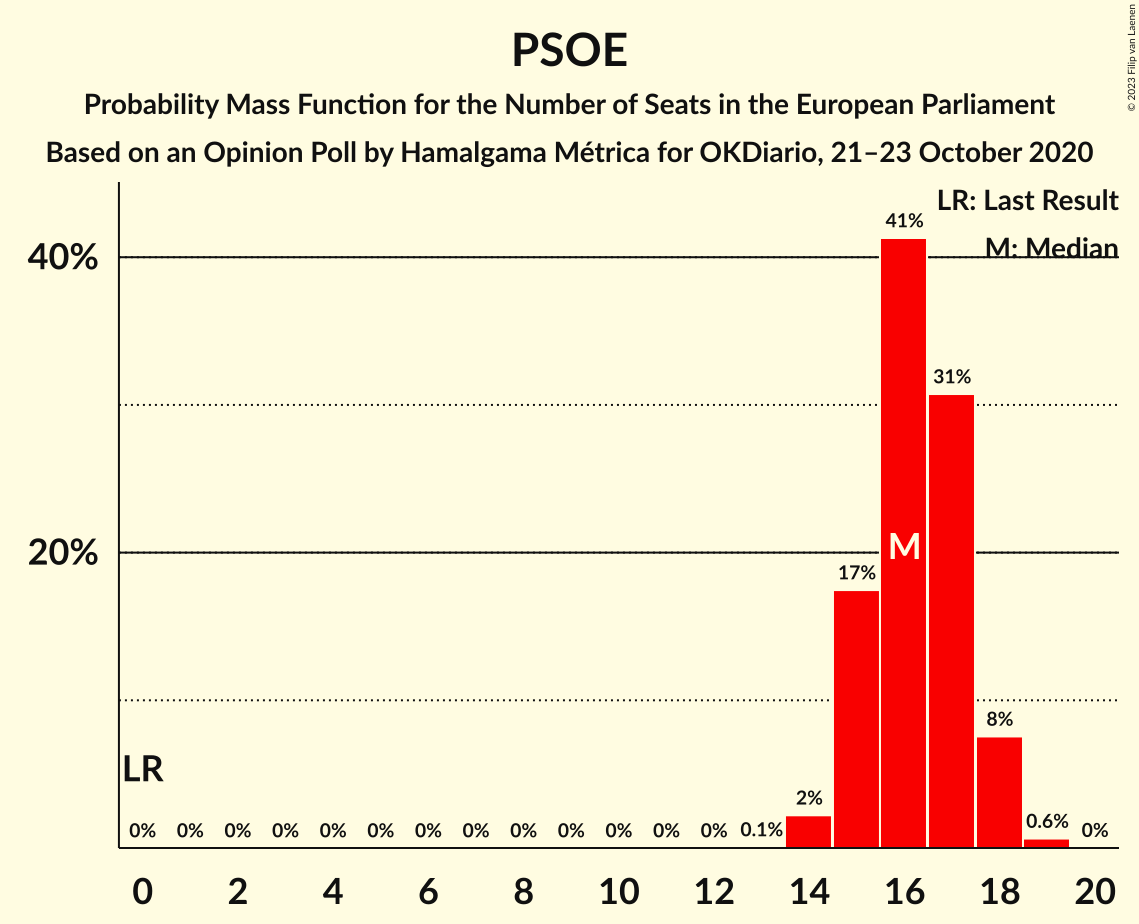 PSOE
Probability Mass Function for the Number of Seats in the European Parliament
Based on an Opinion Poll by Hamalgama Métrica for OKDiario, 21–23 October 2020
© 2023 Filip van Laenen
LR: Last Result
M: Median
41%
40%
31%
20%
M
17%
8%
LR
2%
0% 0% 0% 0% 0% 0% 0% 0% 0% 0% 0% 0% 0% 0.1% 0.6% 0%
0 2 4 6 8 10 12 14 16 18 20